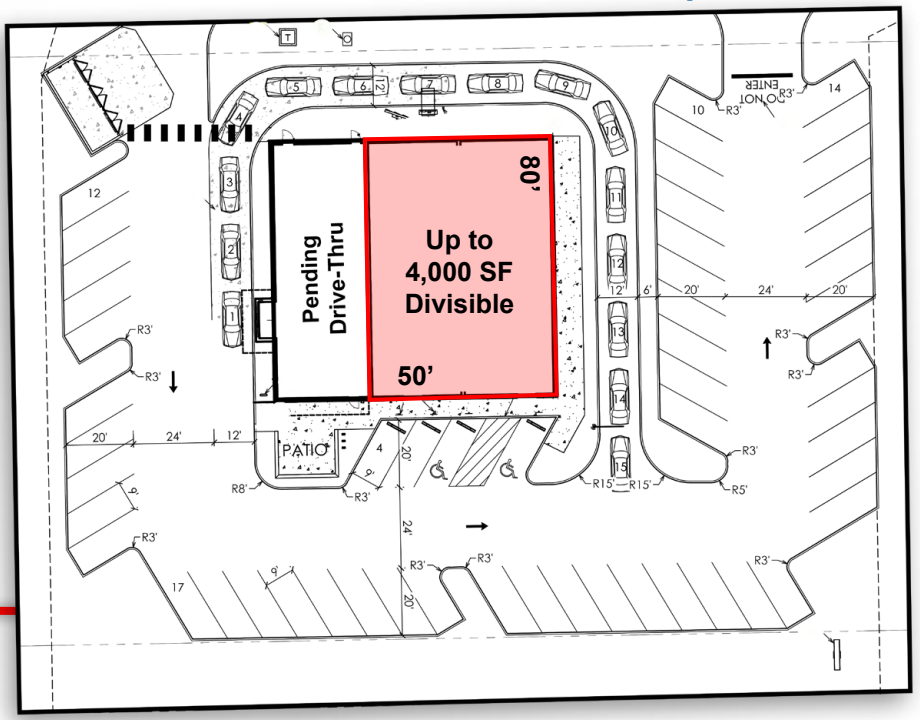 T
5
6
7
8
9
12'
4
10
14
R3'
R3'
DO NOT
ENTER
10
3
11
12
2
12
1
13
14
15
80'
Up to
4,000 SF
Divisible
50'
Pending
Drive-Thru
12'
6'
20'
24'
20'
R3'
R3'
R3'
R3'
20'
24'
12'
PATIO
4
20'
9'
R8'
R3'
R15'
R15'
R3'
R5'
9'
24'
R3'
R3'
R3'
R3'
17
9'
20'